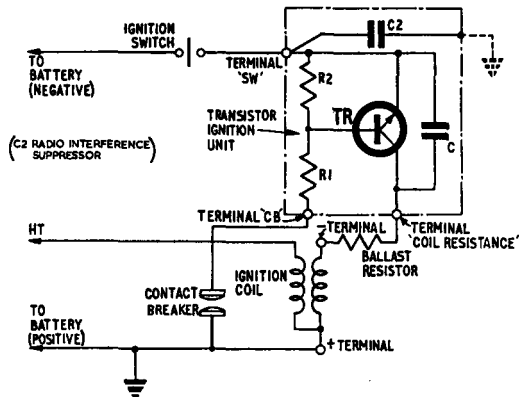 IGNITION
SWITCH
C2
TO
BATTERY
(NEGATIVE)
TERMINAL
'SW'
R2
TR
TRANSISTOR
IGNITION
UNIT
C
(C2 RADIO INTERFERENCE
SUPPRESSOR)
R1
TERMINAL 'CB'
HT
– TERMINAL
TERMINAL
'COIL RESISTANCE'
BALLAST
RESISTOR
IGNITION
COIL
CONTACT
BREAKER
TO
BATTERY
(POSITIVE)
+ TERMINAL